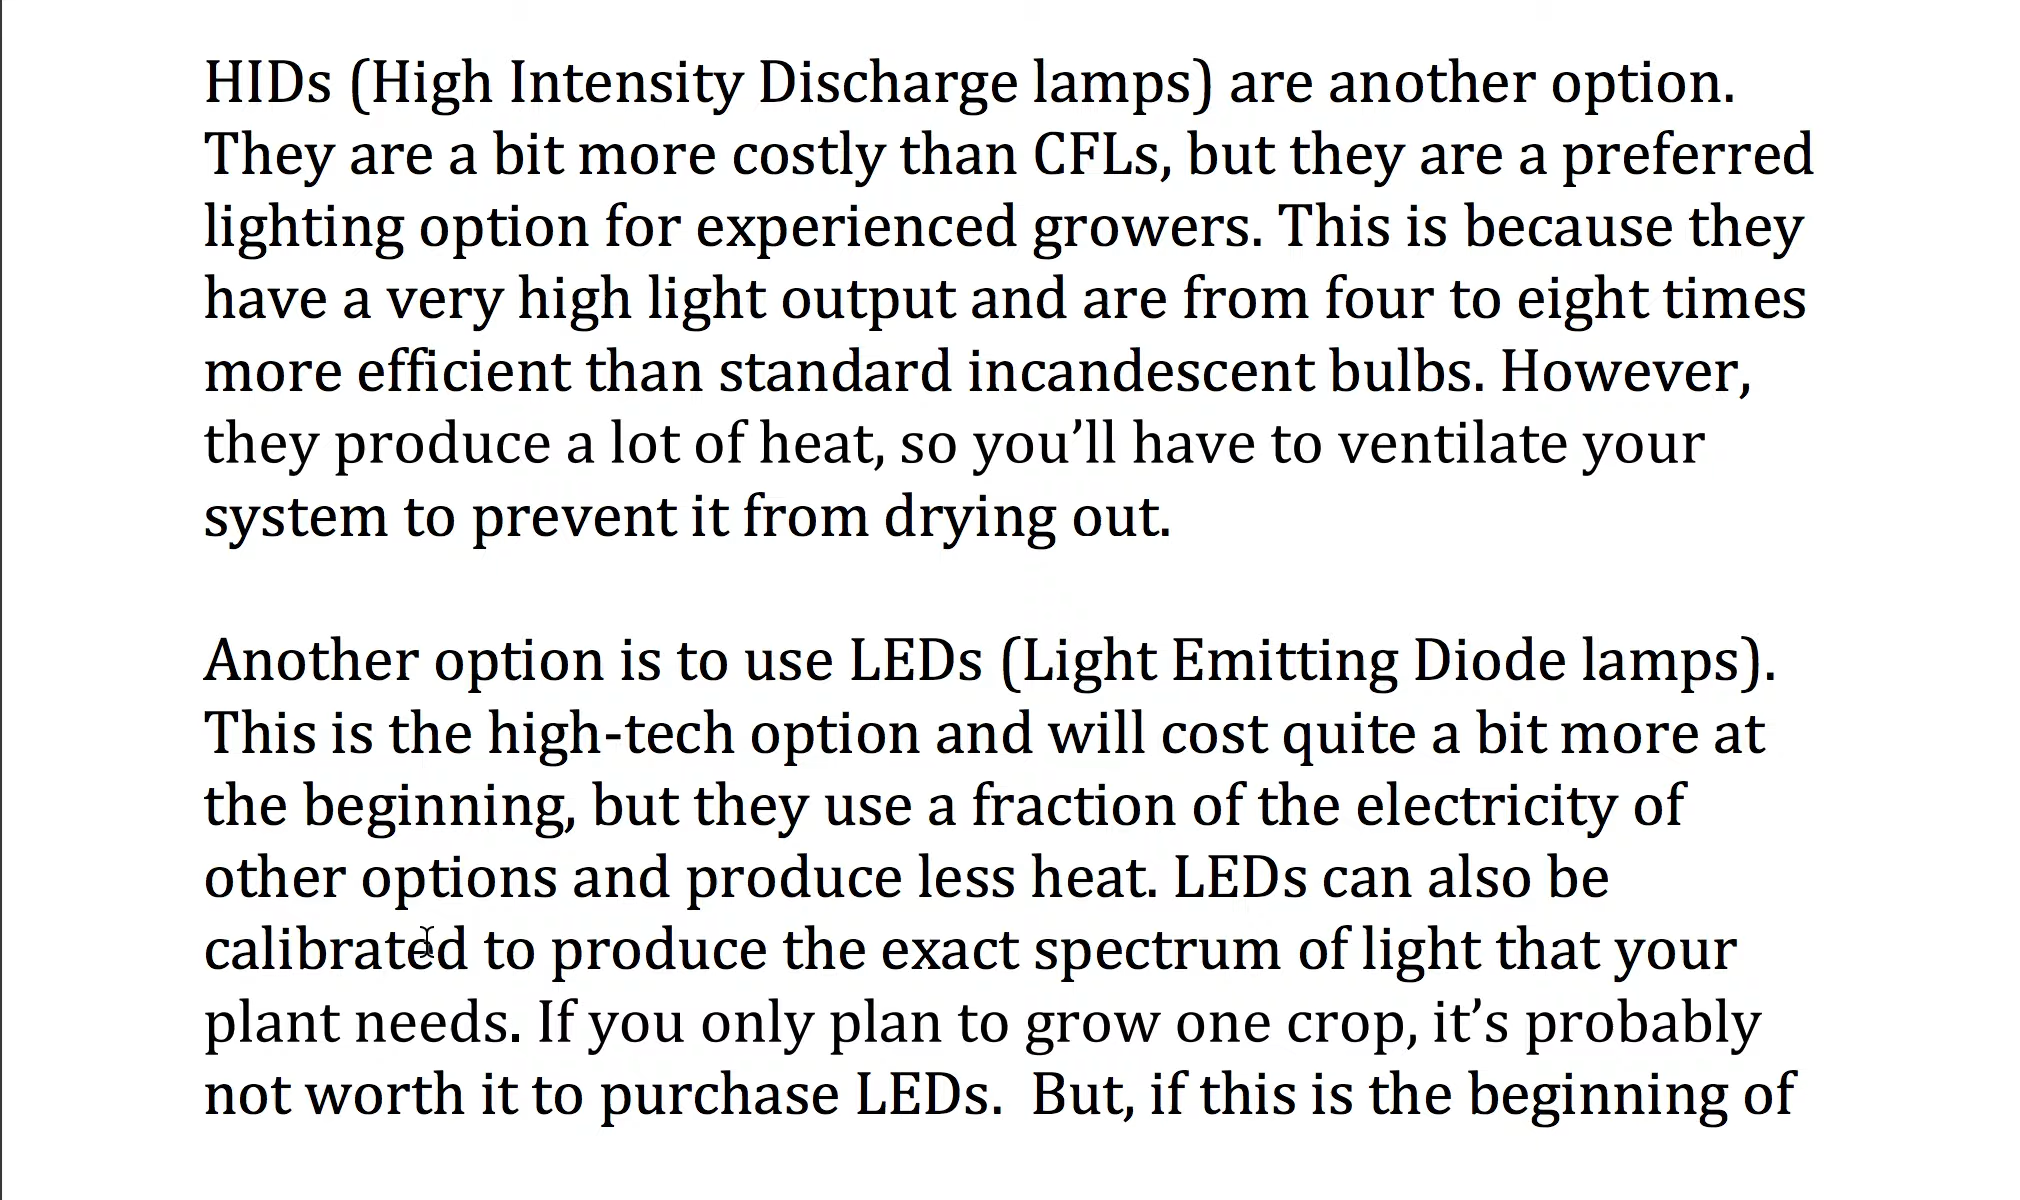 HIDs (High Intensity Discharge lamps) are another option.
They are a bit more costly than CFLs, but they are a preferred
lighting option for experienced growers. This is because they
have a very high light output and are from four to eight times
more efficient than standard incandescent bulbs. However,
they produce a lot of heat, so you’ll have to ventilate your
system to prevent it from drying out.
Another option is to use LEDs (Light Emitting Diode lamps).
This is the high-tech option and will cost quite a bit more at
the beginning, but they use a fraction of the electricity of
other options and produce less heat. LEDs can also be
calibrated to produce the exact spectrum of light that your
plant needs. If you only plan to grow one crop, it’s probably
not worth it to purchase LEDs.  But, if this is the beginning of